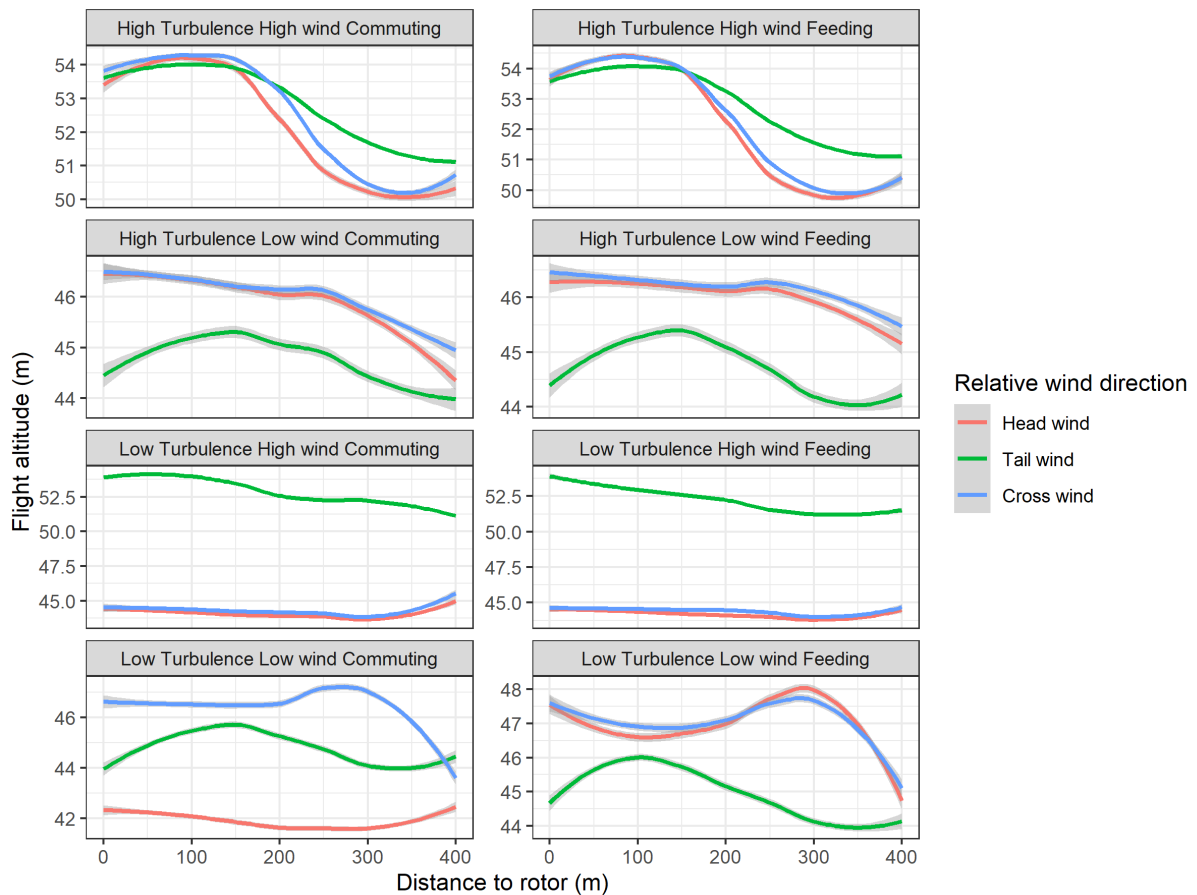 High Turbulence High wind Commuting
High Turbulence High wind Feeding
54
53
52
51
50
54
53
52
51
50
High Turbulence Low wind Commuting
High Turbulence Low wind Feeding
46
45
44
46
45
44
Low Turbulence High wind Commuting
Low Turbulence High wind Feeding
52.5
50.0
47.5
45.0
52.5
50.0
47.5
45.0
Low Turbulence Low wind Commuting
Low Turbulence Low wind Feeding
46
44
42
48
47
46
45
44
0 100 200 300 400
0 100 200 300 400
Distance to rotor (m)
Flight altitude (m)
Relative wind direction
Head wind
Tail wind
Cross wind